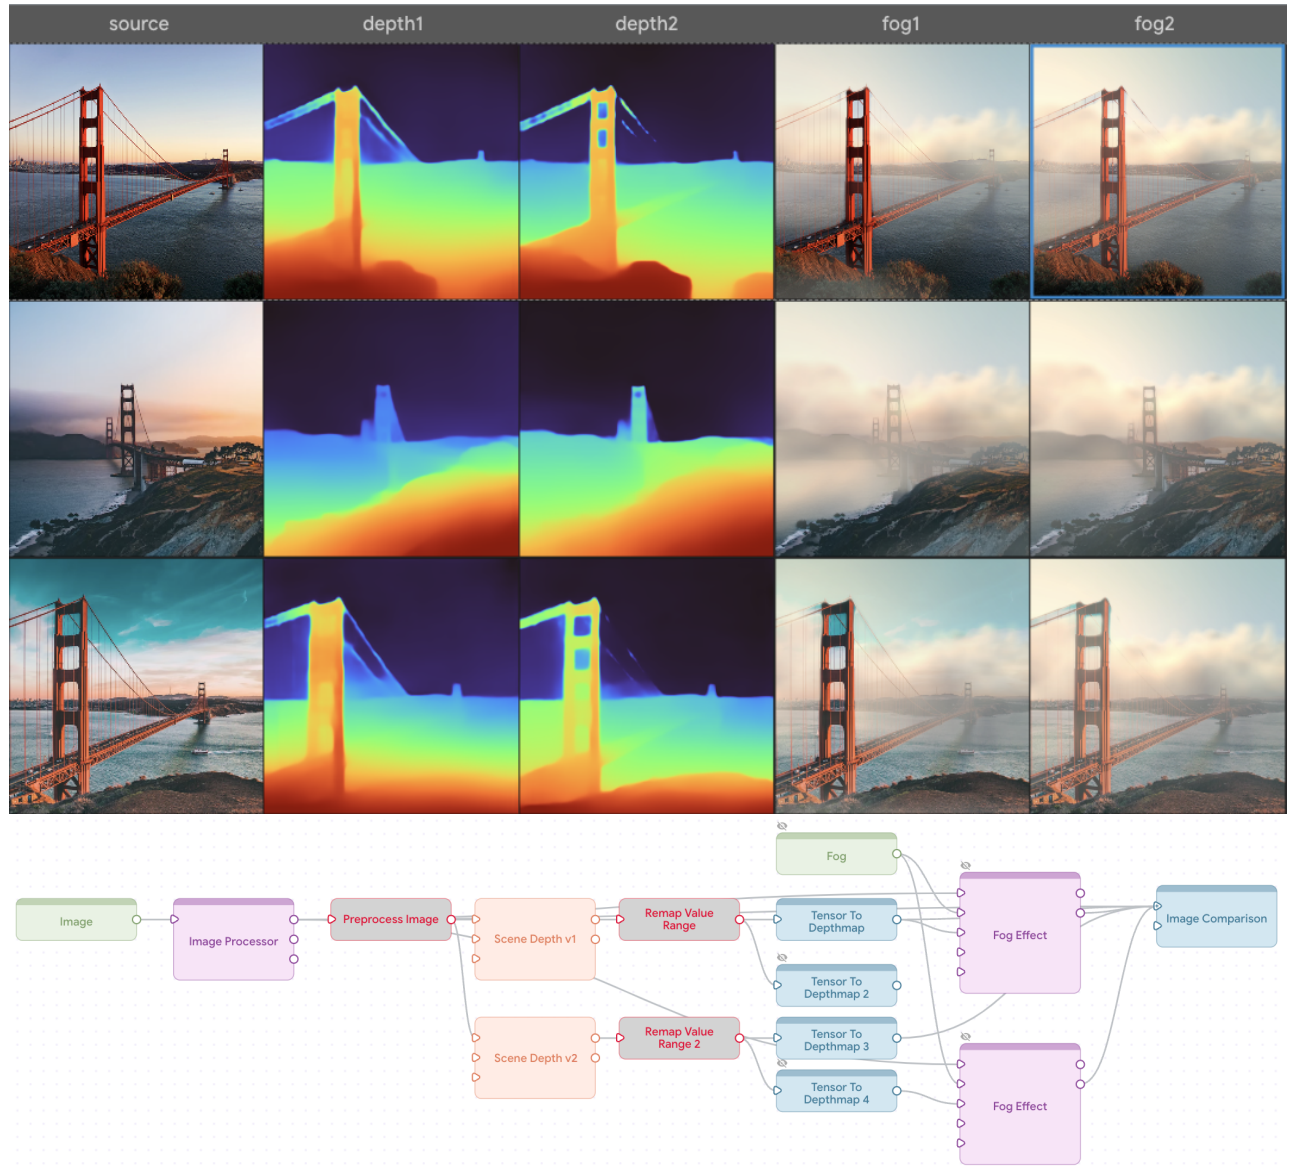 source depth1 depth2 fog1 fog2
Fog
Image
Image Processor
Preprocess Image
Scene Depth v1
Remap Value
Range
Tensor To
Depthmap
Fog Effect
Image Comparison
Tensor To
Depthmap 2
Scene Depth v2
Remap Value
Range 2
Tensor To
Depthmap 3
Tensor To
Depthmap 4
Fog Effect